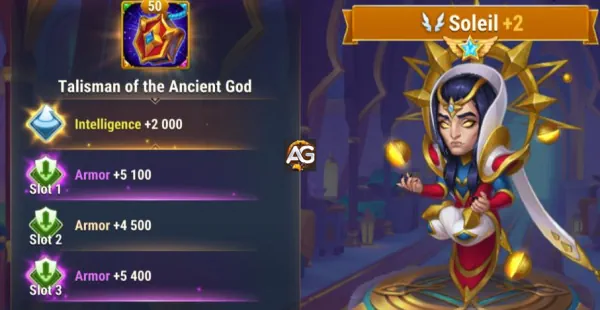 50
Soleil +2
Talisman of the Ancient God
Intelligence +2 000
Armor +5 100
Slot 1
AG
Armor +4 500
Slot 2
Armor +5 400
Slot 3